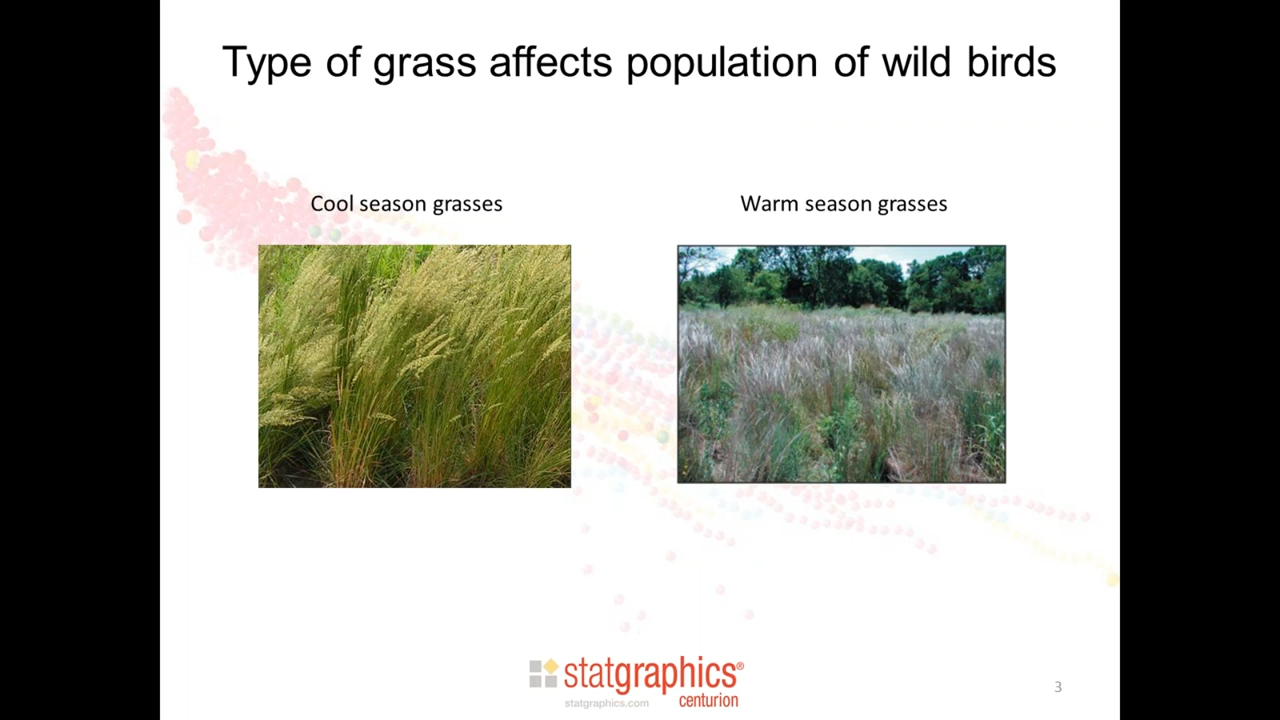 Type of grass affects population of wild birds
Cool season grasses
Warm season grasses
statgraphics®
centurion
statgraphics.com
3